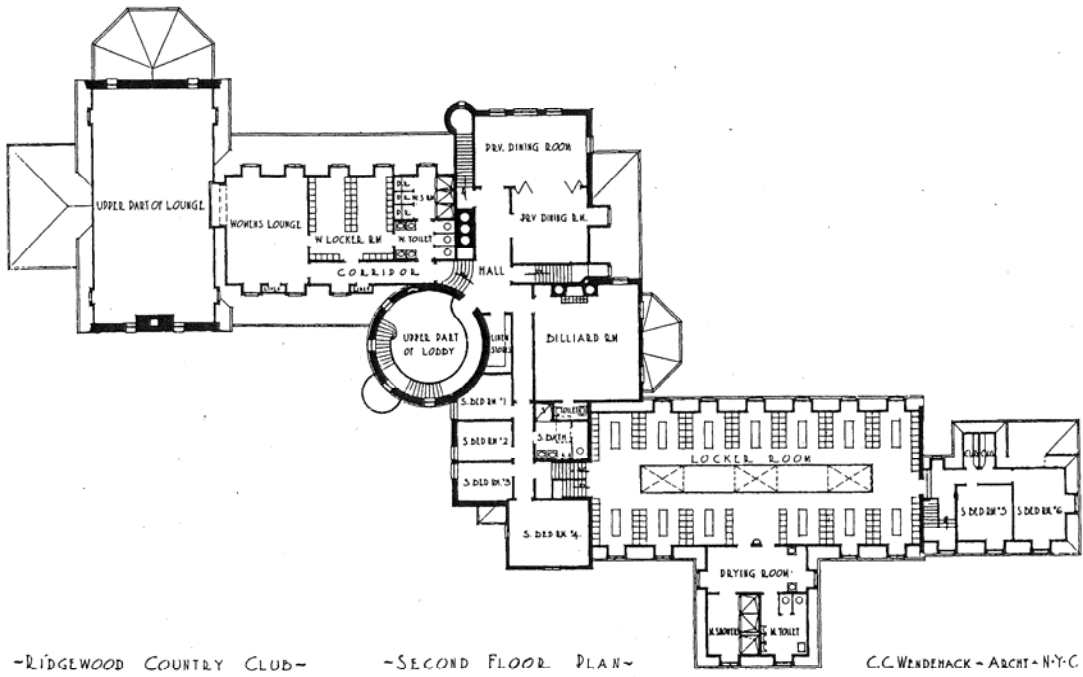 PRV. DINING ROOM
UPPER PART OF LOUNGE
WOMENS LOUNGE
W. LOCKER RM
D.R.
D.R.
D.R.
W. TOILET
PRV DINING RM.
CORRIDOR
HALL
UPPER PART
OF LOBBY
LINEN
BILLIARD RM
S. BED RM #1
TOILET
S. BED RM #2
S. BATH
S. BED RM #3
S. BED RM #4.
LOCKER ROOM
S. BED RM #5
S. BED RM #6
DRYING ROOM
M. SHOWERS
M. TOILET
~RIDGEWOOD COUNTRY CLUB~
~SECOND FLOOR PLAN~
C.C. WENDEHACK - ARCHT - N·Y·C